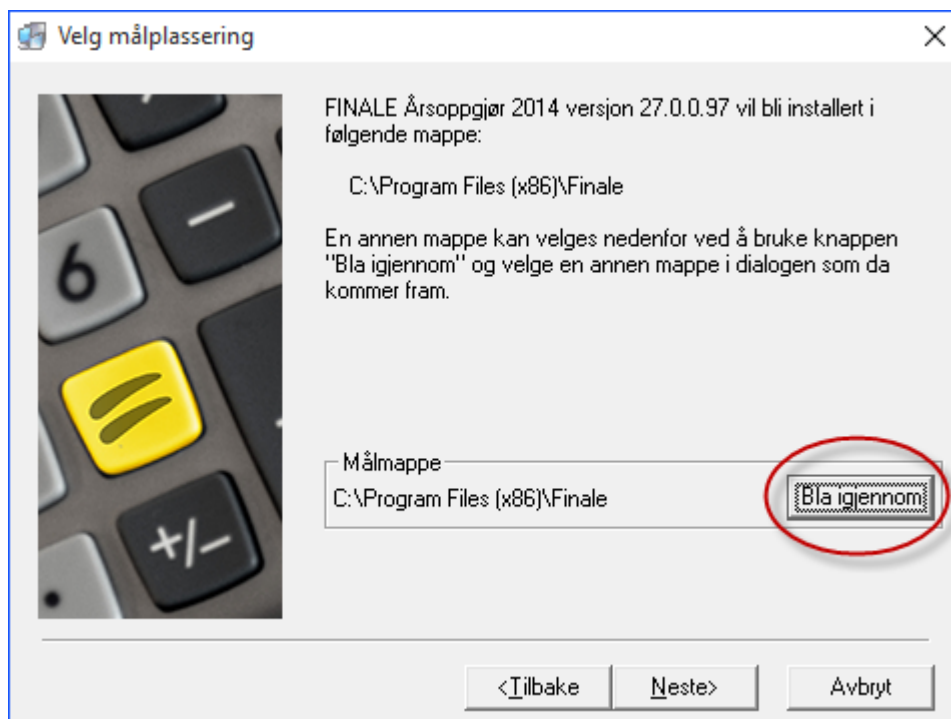 Velg målplassering
FINALE Årsoppgjør 2014 versjon 27.0.0.97 vil bli installert i
følgende mappe:
C:\Program Files (x86)\Finale
En annen mappe kan velges nedenfor ved å bruke knappen
"Bla igjennom" og velge en annen mappe i dialogen som da
kommer fram.
6
+/-
Målmappe
C:\Program Files (x86)\Finale
Bla igjennom
<Tilbake
Neste>
Avbryt